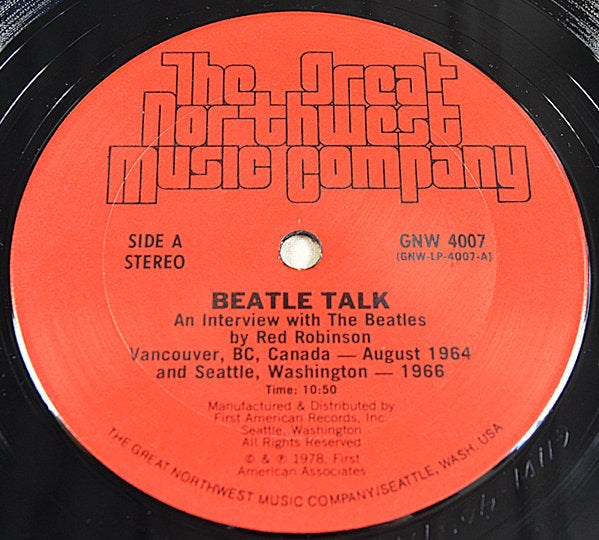 The Great
Northwest
Music Company
SIDE A
STEREO
GNW 4007
(GNW-LP-4007-A)
BEATLE TALK
An Interview with The Beatles
by Red Robinson
Vancouver, BC, Canada — August 1964
and Seattle, Washington — 1966
Time: 10:50
Manufactured & Distributed by
First American Records, Inc.
Seattle, Washington
All Rights Reserved
© & ℗ 1978, First
American Associates
THE GREAT NORTHWEST MUSIC COMPANY/SEATTLE, WASH. USA